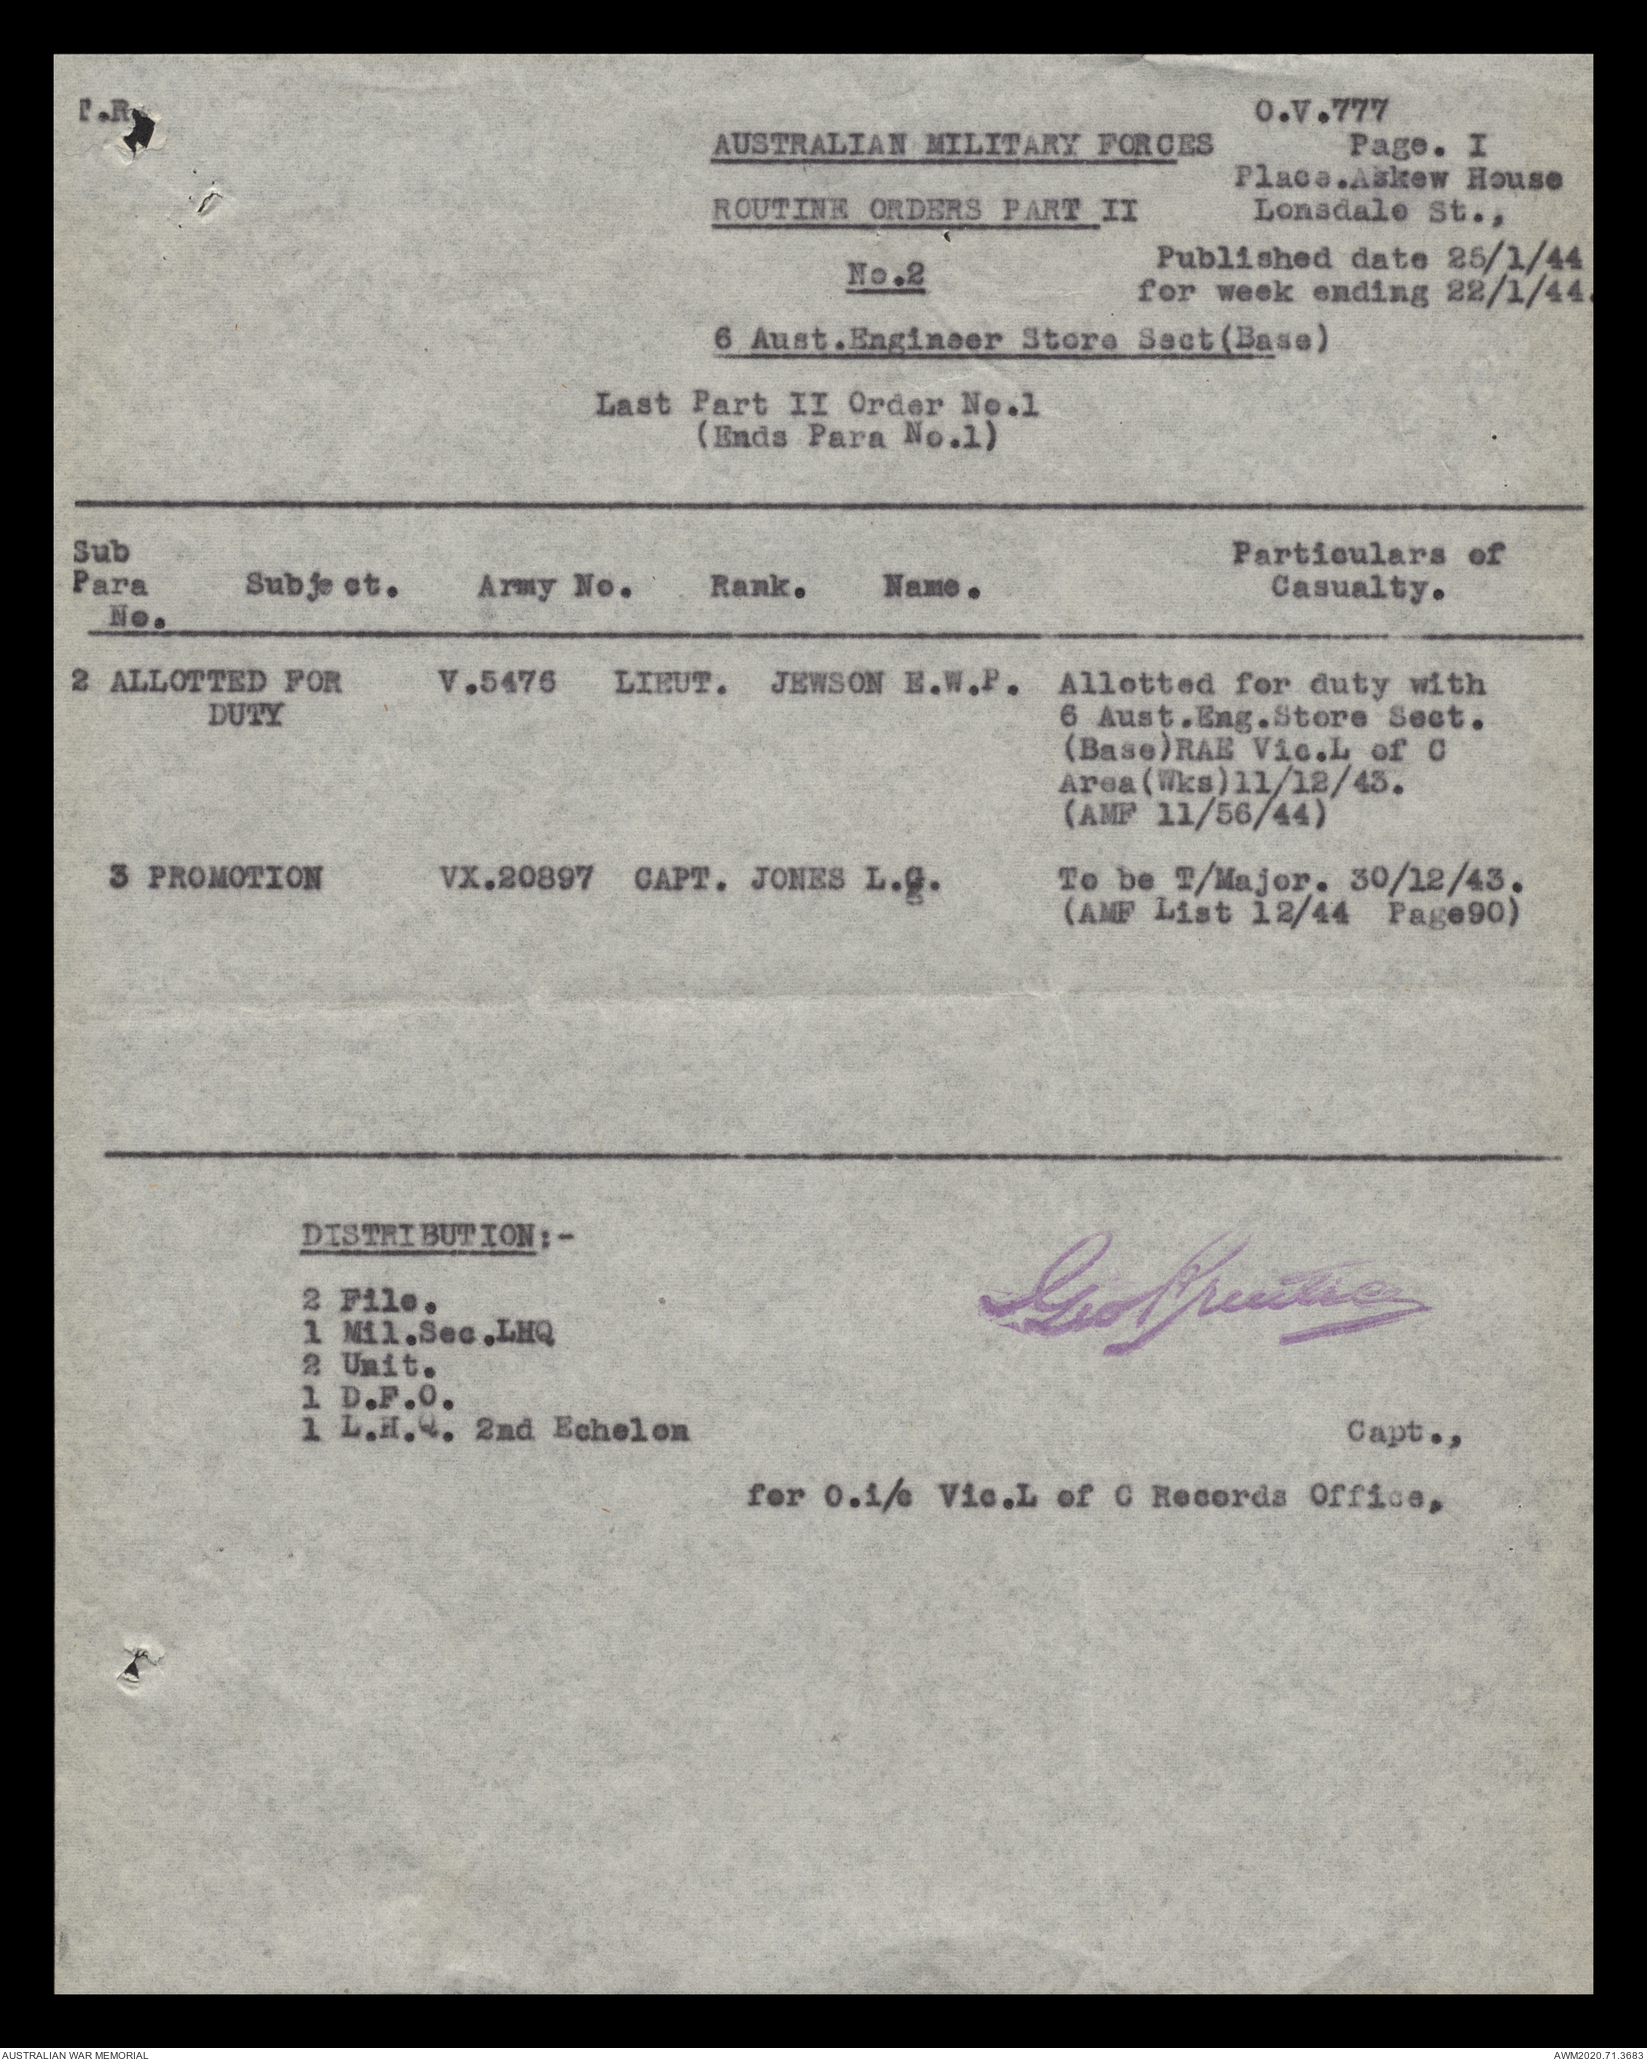 T.R.
O.V.777
AUSTRALIAN MILITARY FORCES
Page. I
Place.Askew House
ROUTINE ORDERS PART II
Lonsdale St.,
No.2
Published date 25/1/44
for week ending 22/1/44.
6 Aust.Engineer Store Sect(Base)
Last Part II Order No.1
(Ends Para No.1)
Sub
Para Subject. Army No. Rank. Name. Particulars of
No. Casualty.
2 ALLOTTED FOR V.5476 LIEUT. JEWSON E.W.P. Allotted for duty with
DUTY 6 Aust.Eng.Store Sect.
(Base)RAE Vic.L of C
Area(Wks)11/12/43.
(AMF 11/56/44)
3 PROMOTION VX.20897 CAPT. JONES L.G. To be T/Major. 30/12/43.
(AMF List 12/44 Page90)
DISTRIBUTION:-
2 File.
1 Mil.Sec.LHQ
2 Unit.
1 D.F.O.
1 L.H.Q. 2nd Echelon
Geo
Capt.,
for O.i/c Vic.L of C Records Office.
AUSTRALIAN WAR MEMORIAL
AWM2020.71.3683